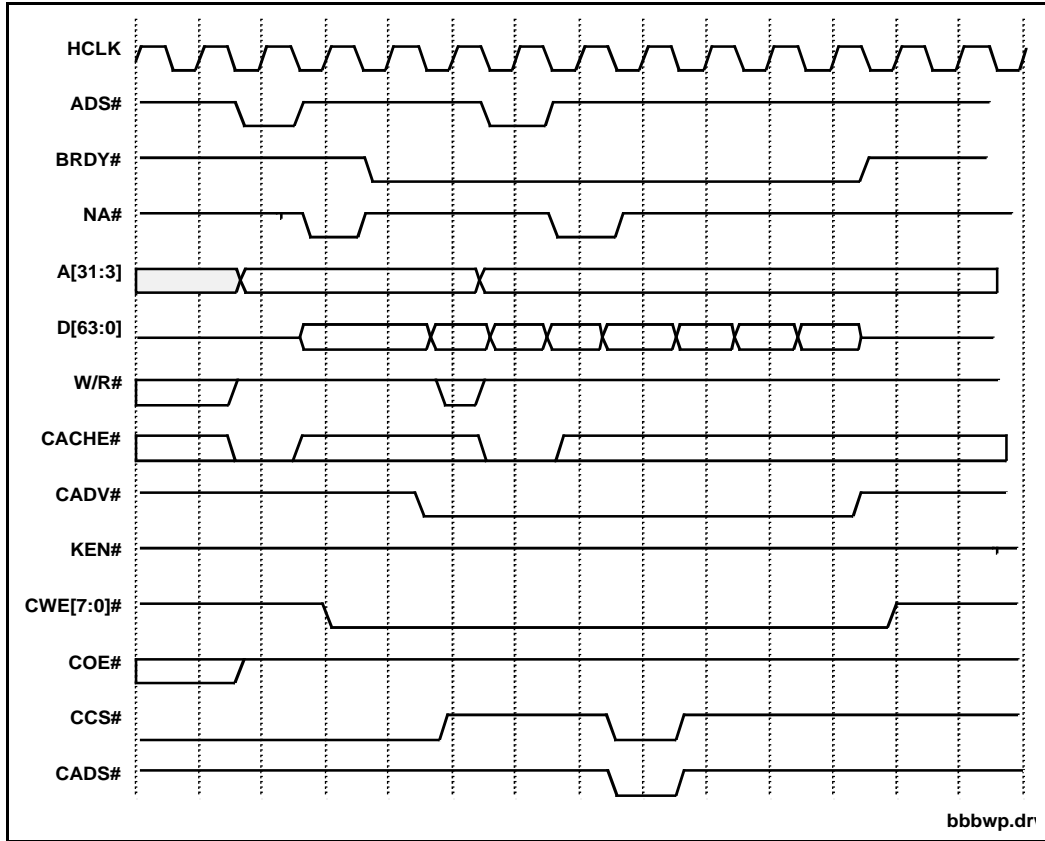 HCLK
ADS#
BRDY#
NA#
A[31:3]
D[63:0]
W/R#
CACHE#
CADV#
KEN#
CWE[7:0]#
COE#
CCS#
CADS#